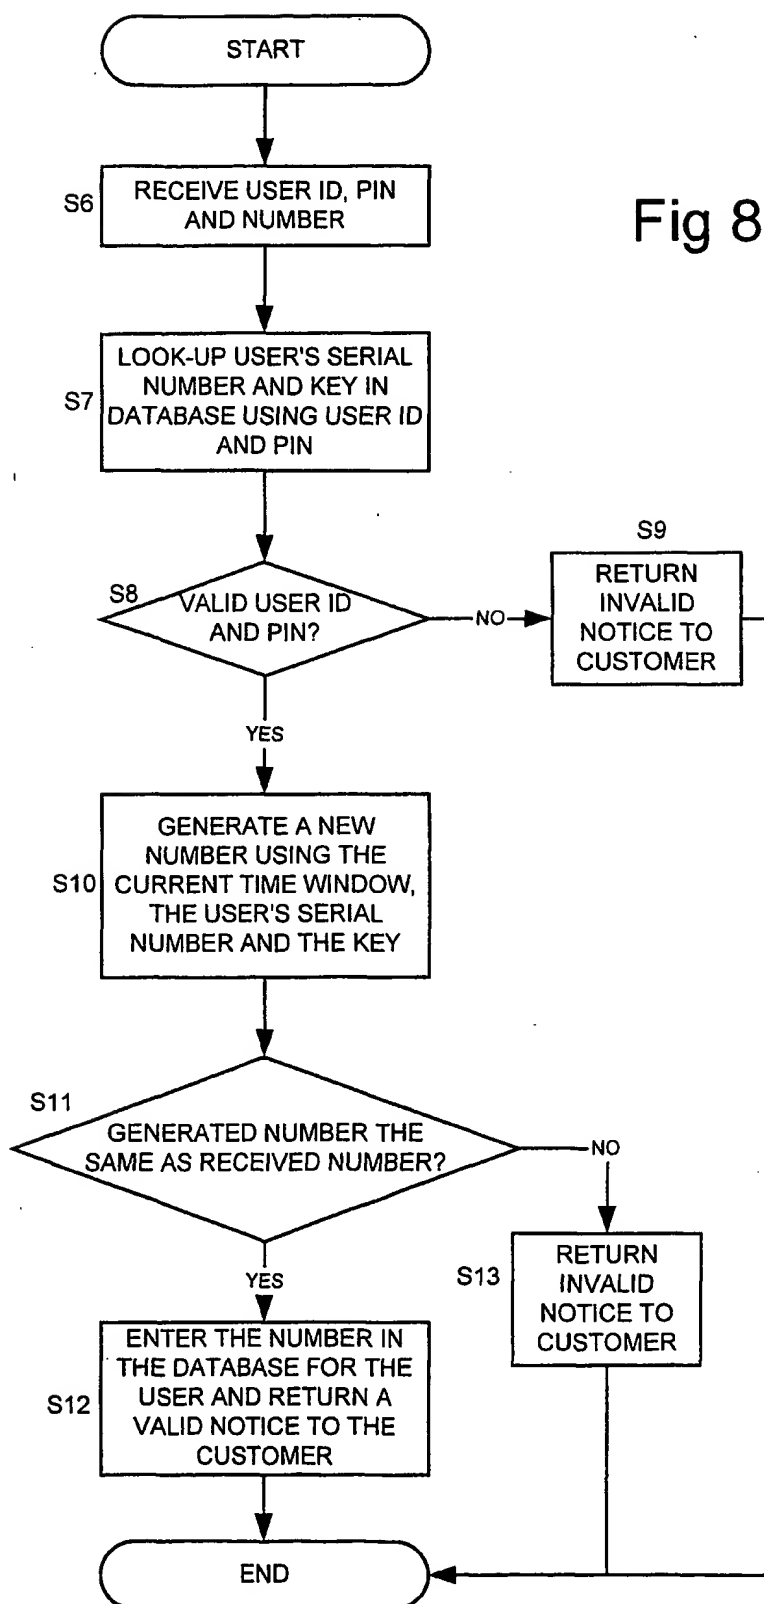 START
S6
RECEIVE USER ID, PIN
AND NUMBER
Fig 8
S7
LOOK-UP USER'S SERIAL
NUMBER AND KEY IN
DATABASE USING USER ID
AND PIN
S8
VALID USER ID
AND PIN?
NO
S9
RETURN
INVALID
NOTICE TO
CUSTOMER
YES
S10
GENERATE A NEW
NUMBER USING THE
CURRENT TIME WINDOW,
THE USER'S SERIAL
NUMBER AND THE KEY
S11
GENERATED NUMBER THE
SAME AS RECEIVED NUMBER?
NO
S13
RETURN
INVALID
NOTICE TO
CUSTOMER
YES
S12
ENTER THE NUMBER IN
THE DATABASE FOR THE
USER AND RETURN A
VALID NOTICE TO THE
CUSTOMER
END